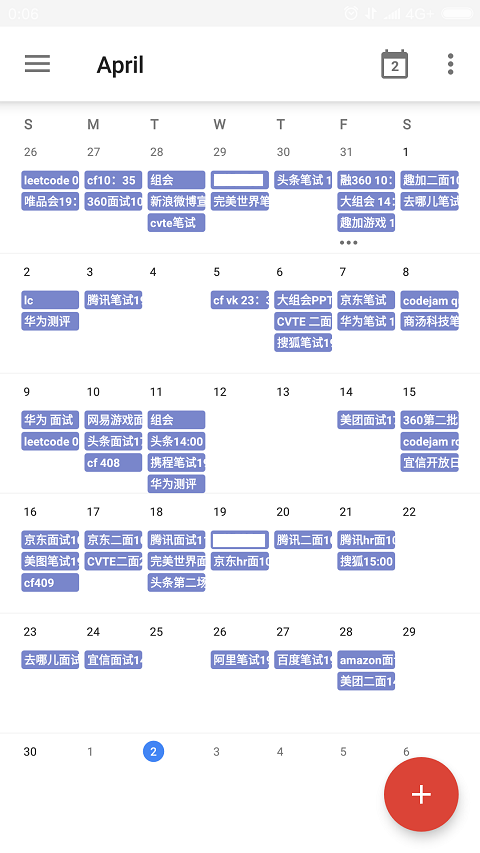 0:06 4G+
April 2
S M T W T F S
26 27 28 29 30 31 1
leetcode 0 cf10：35 组会 头条笔试 1 融360 10: 趣加二面10
唯品会19: 360面试10 新浪微博宣 完美世界笔 大组会 14: 去哪儿笔试
cvte笔试 趣加游戏 1
•••
2 3 4 5 6 7 8
lc 腾讯笔试19 cf vk 23：3 大组会PPT 京东笔试 codejam qu
华为测评 CVTE 二面 华为笔试 1 商汤科技笔
搜狐笔试19
9 10 11 12 13 14 15
华为 面试 网易游戏面 组会 美团面试17 360第二批
leetcode 0 头条面试17 头条14:00 codejam ro
cf 408 携程笔试19 宜信开放日
华为测评
16 17 18 19 20 21 22
京东面试10 京东二面10 腾讯面试1 腾讯二面10 腾讯hr面10
美图笔试19 CVTE二面2 完美世界面 京东hr面10 搜狐15:00
cf409 头条第二场
23 24 25 26 27 28 29
去哪儿面试 宜信面试14 阿里笔试19 百度笔试19 amazon面
美团二面14
30 1 2 3 4 5 6
+